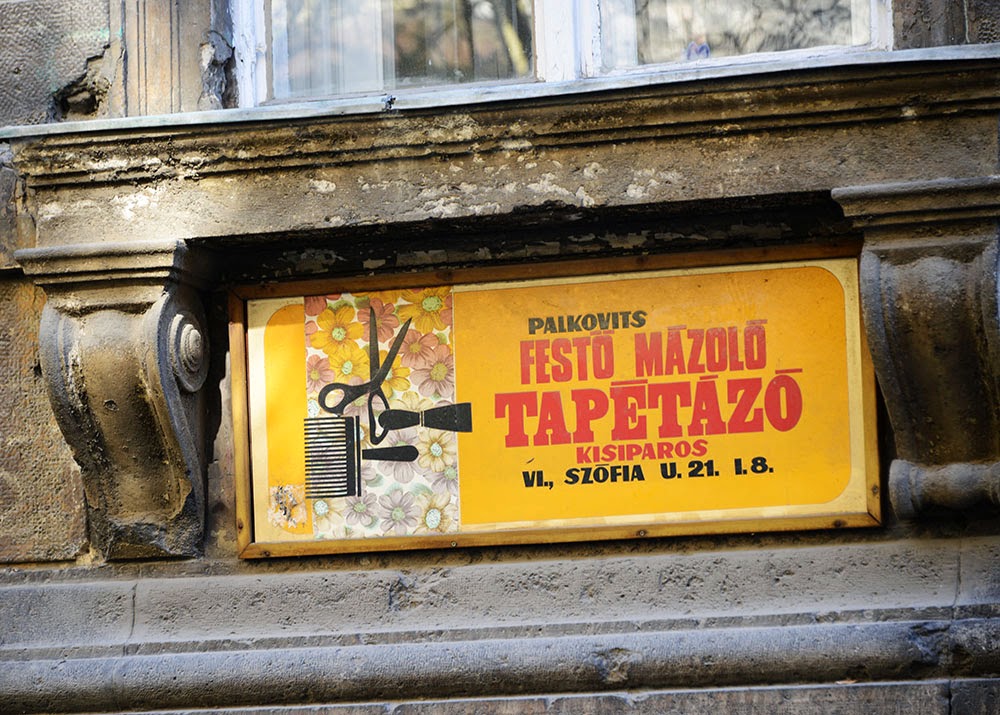 PALKOVITS
FESTŐ MÁZOLÓ
TAPÉTÁZÓ
KISIPAROS
VI., SZÓFIA U. 21. I. 8.